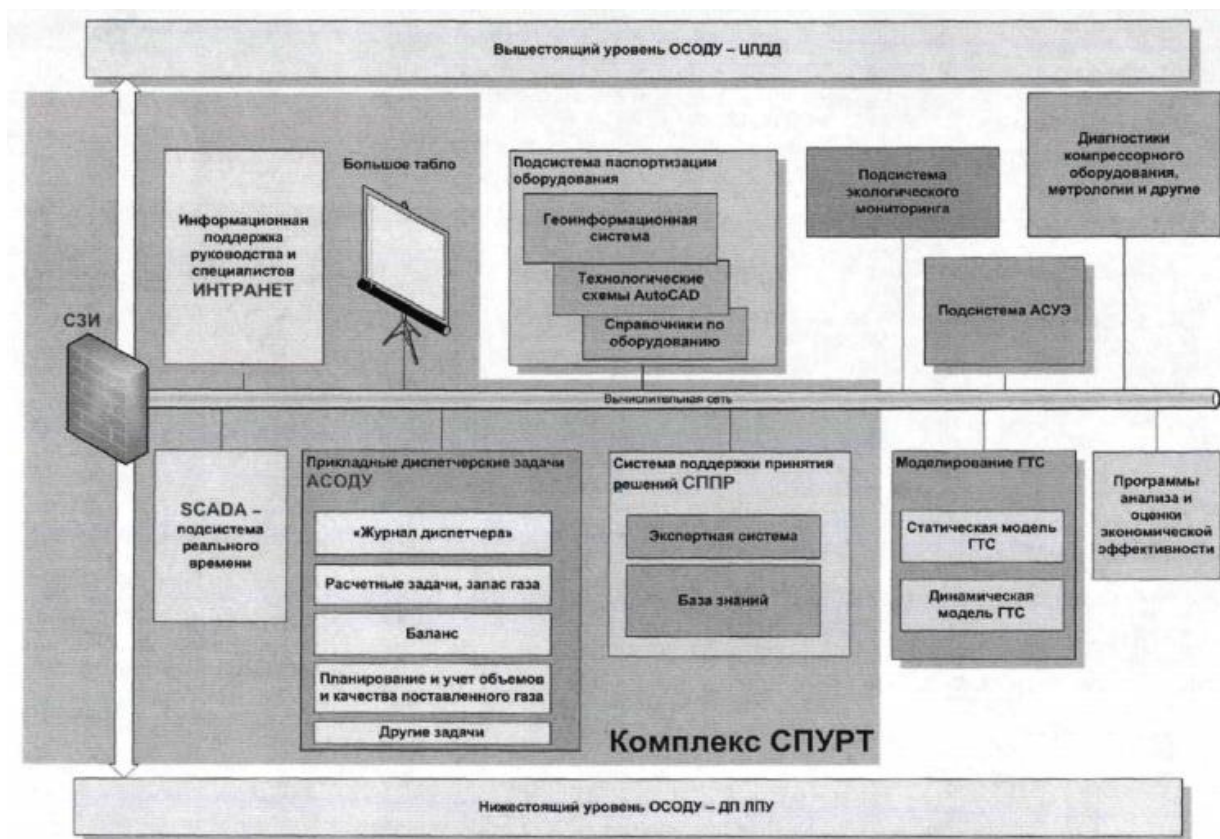 Вышестоящий уровень ОСОДУ – ЦПДД
Информационная
поддержка
руководства и
специалистов
ИНТРАНЕТ
Большое табло
Подсистема паспортизации
оборудования
Геоинформационная
система
Технологические
схемы AutoCAD
Справочники по
оборудованию
Подсистема
экологического
мониторинга
Диагностики
компрессорного
оборудования,
метрологии и другие
Подсистема АСУЭ
СЗИ
Вычислительная сеть
SCADA –
подсистема
реального
времени
Прикладные диспетчерские задачи
АСОДУ
«Журнал диспетчера»
Расчетные задачи, запас газа
Баланс
Планирование и учет объемов
и качества поставленного газа
Другие задачи
Система поддержки принятия
решений СППР
Экспертная система
База знаний
Моделирование ГТС
Статическая модель
ГТС
Динамическая
модель ГТС
Программы
анализа и
оценки
экономической
эффективности
Комплекс СПУРТ
Нижестоящий уровень ОСОДУ – ДП ЛПУ